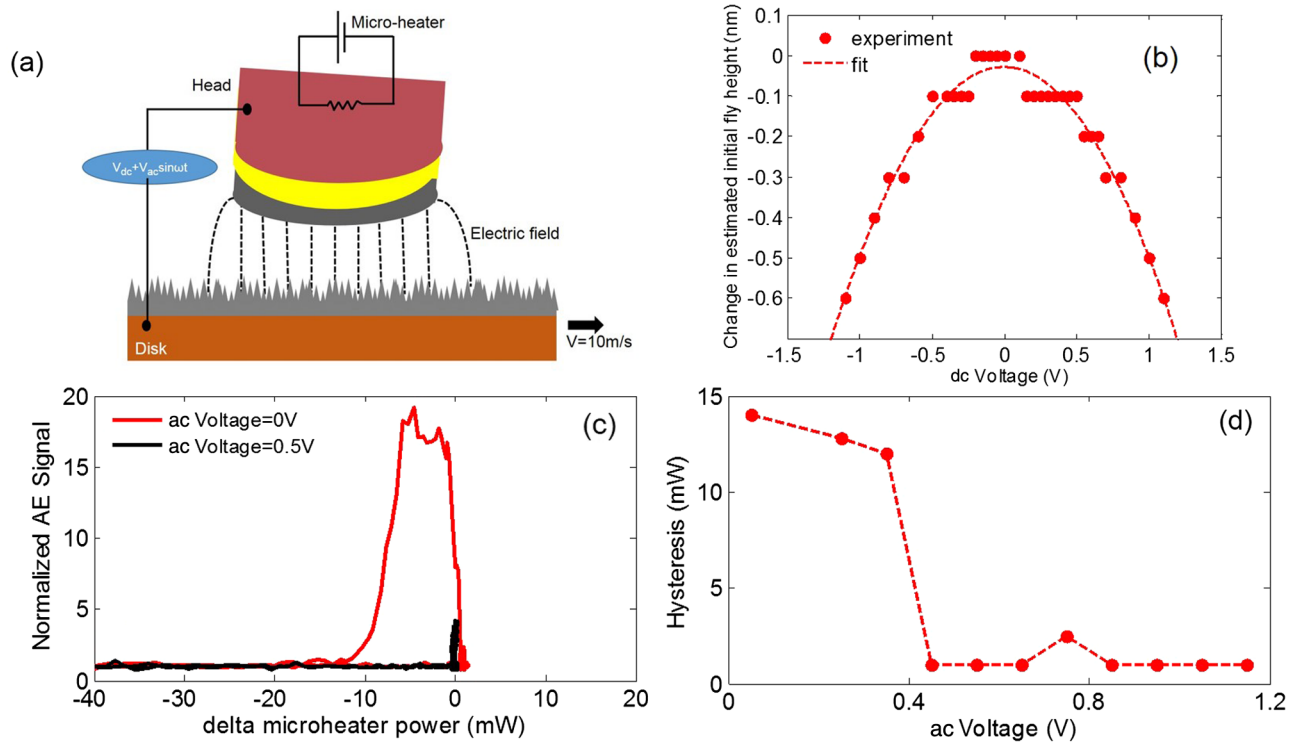 (a)
Micro-heater
Head
V_dc+V_acsinωt
Electric field
Disk
V=10m/s
(b)
experiment
fit
Change in estimated initial fly height (nm)
0.1
0
-0.1
-0.2
-0.3
-0.4
-0.5
-0.6
-1.5 -1 -0.5 0 0.5 1 1.5
dc Voltage (V)
(c)
ac Voltage=0V
ac Voltage=0.5V
Normalized AE Signal
20
15
10
5
0
-40 -30 -20 -10 0 10 20
delta microheater power (mW)
(d)
Hysteresis (mW)
15
10
5
0
0 0.4 0.8 1.2
ac Voltage (V)